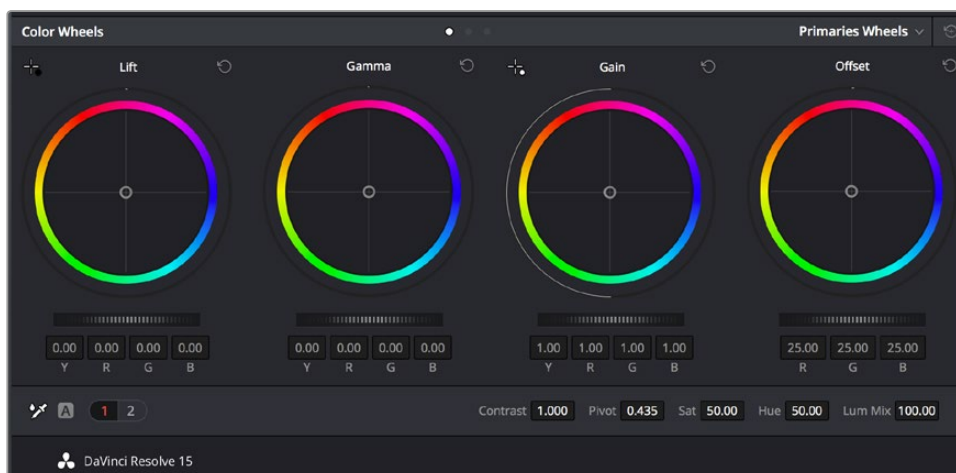 Color Wheels Primaries Wheels
Lift Gamma Gain Offset
0.00 0.00 0.00 0.00 0.00 0.00 0.00 0.00 1.00 1.00 1.00 1.00 25.00 25.00 25.00
Y R G B Y R G B Y R G B R G B
A 1 2 Contrast 1.000 Pivot 0.435 Sat 50.00 Hue 50.00 Lum Mix 100.00
DaVinci Resolve 15